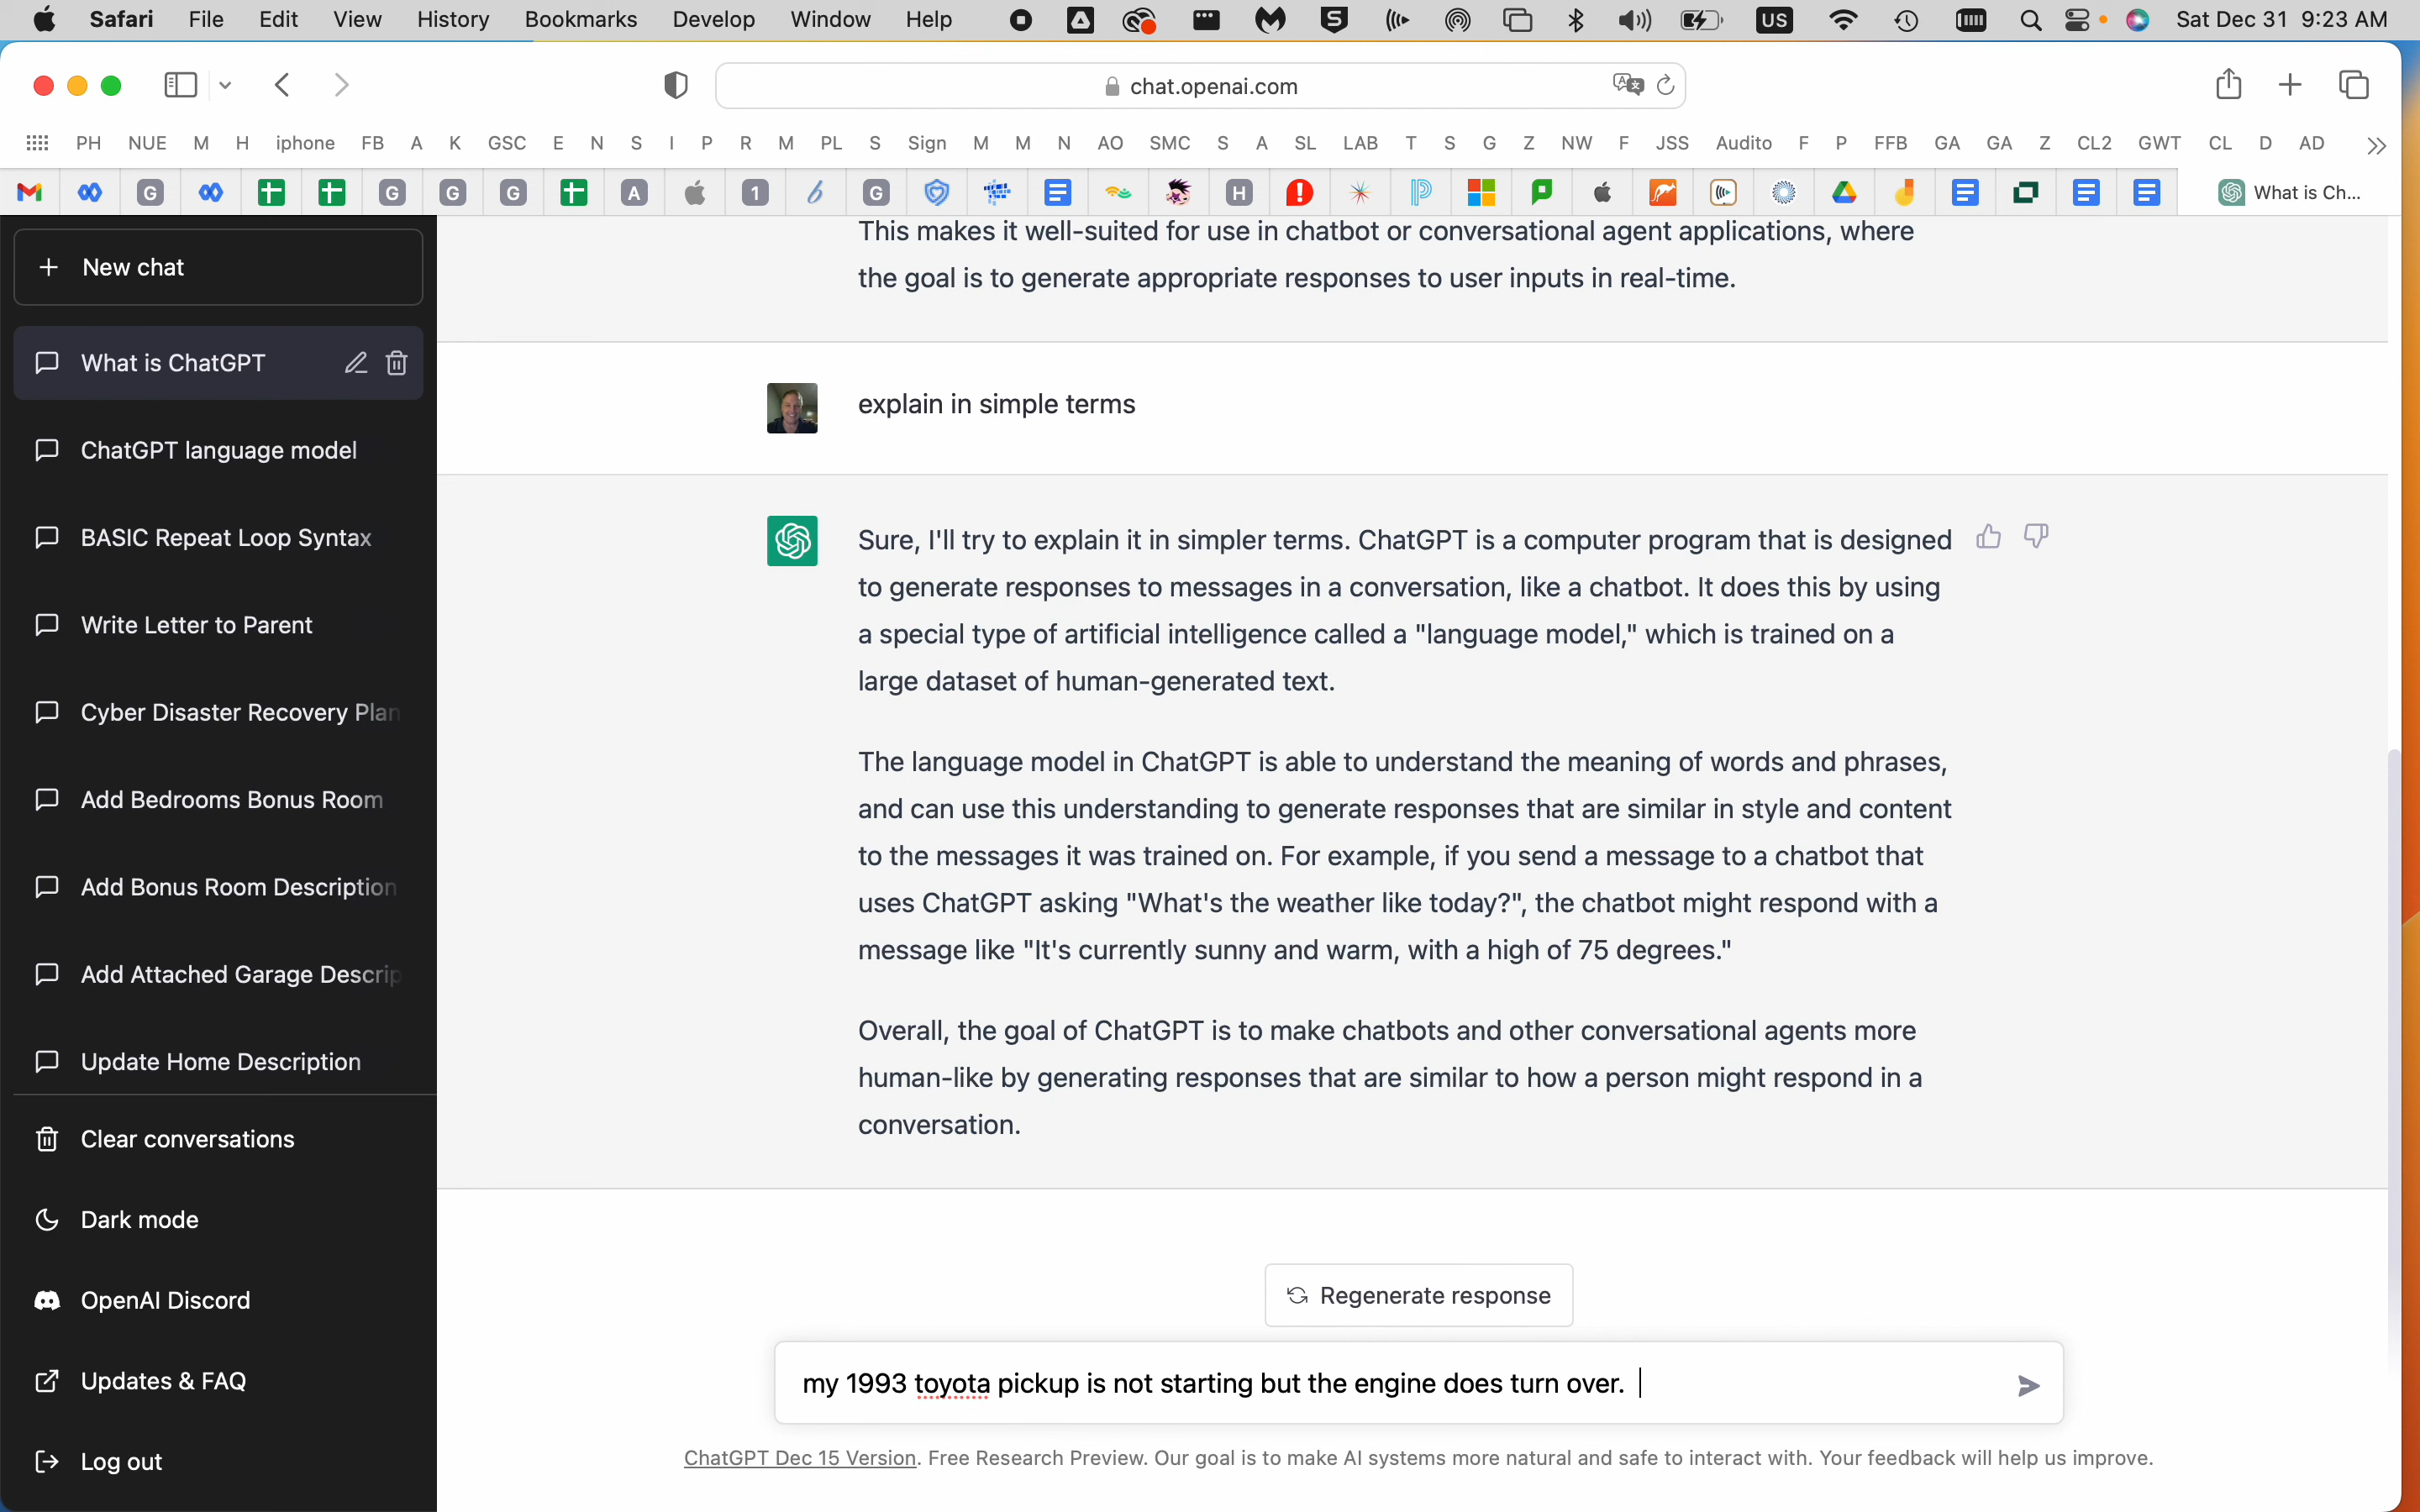 Safari File Edit View History Bookmarks Develop Window Help US Sat Dec 31 9:23 AM
chat.openai.com
PH NUE M H iphone FB A K GSC E N S I P R M PL S Sign M M N AO SMC S A SL LAB T S G Z NW F JSS Audito F P FFB GA GA Z CL2 GWT CL D AD
G G G G A 1 G H What is Ch...
New chat
What is ChatGPT
ChatGPT language model
BASIC Repeat Loop Syntax
Write Letter to Parent
Cyber Disaster Recovery Plan
Add Bedrooms Bonus Room
Add Bonus Room Description
Add Attached Garage Descrip
Update Home Description
Clear conversations
Dark mode
OpenAI Discord
Updates & FAQ
Log out
This makes it well-suited for use in chatbot or conversational agent applications, where
the goal is to generate appropriate responses to user inputs in real-time.
explain in simple terms
Sure, I'll try to explain it in simpler terms. ChatGPT is a computer program that is designed
to generate responses to messages in a conversation, like a chatbot. It does this by using
a special type of artificial intelligence called a "language model," which is trained on a
large dataset of human-generated text.
The language model in ChatGPT is able to understand the meaning of words and phrases,
and can use this understanding to generate responses that are similar in style and content
to the messages it was trained on. For example, if you send a message to a chatbot that
uses ChatGPT asking "What's the weather like today?", the chatbot might respond with a
message like "It's currently sunny and warm, with a high of 75 degrees."
Overall, the goal of ChatGPT is to make chatbots and other conversational agents more
human-like by generating responses that are similar to how a person might respond in a
conversation.
Regenerate response
my 1993 toyota pickup is not starting but the engine does turn over.
ChatGPT Dec 15 Version. Free Research Preview. Our goal is to make AI systems more natural and safe to interact with. Your feedback will help us improve.